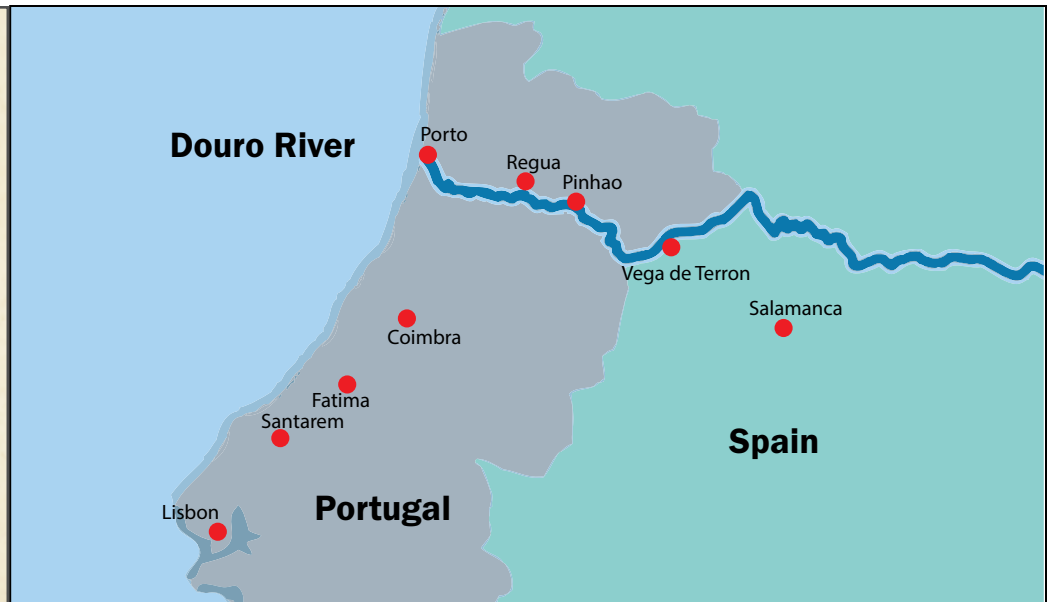 Porto
Douro River
Regua
Pinhao
Vega de Terron
Salamanca
Coimbra
Fatima
Santarem
Spain
Portugal
Lisbon